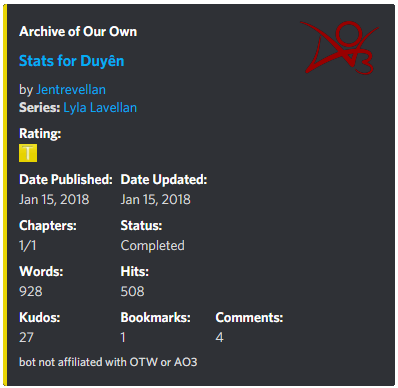 Archive of Our Own
Stats for Duyên
by Jentrevellan
Series: Lyla Lavellan
Rating:
T
Date Published: Date Updated:
Jan 15, 2018 Jan 15, 2018
Chapters: Status:
1/1 Completed
Words: Hits:
928 508
Kudos: Bookmarks: Comments:
27 1 4
bot not affiliated with OTW or AO3